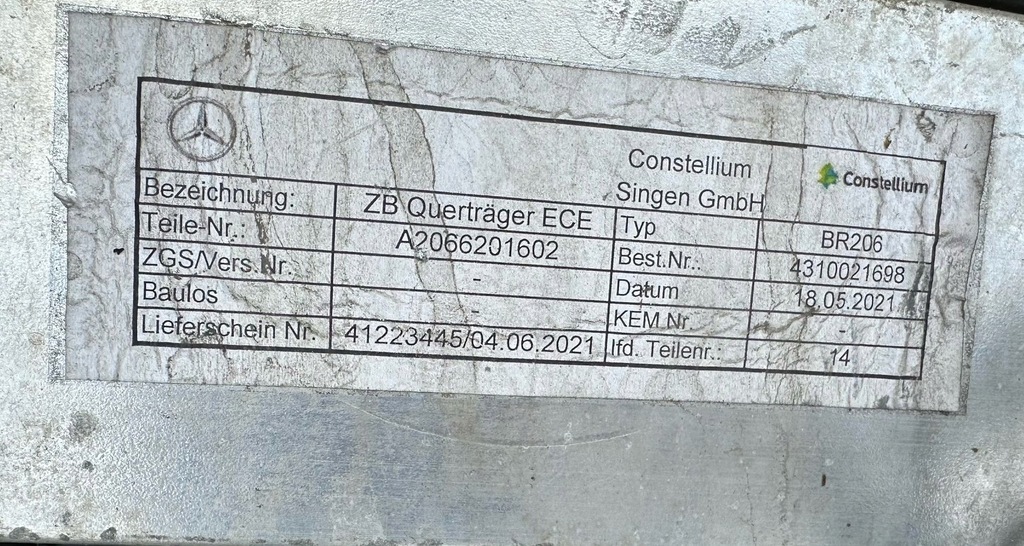 Constellium
Singen GmbH
Constellium
Bezeichnung: ZB Querträger ECE Typ BR206
Teile-Nr.: A2066201602 Best.Nr.: 4310021698
ZGS/Vers.Nr. - Datum 18.05.2021
Baulos - KEM Nr. -
Lieferschein Nr. 41223445/04.06.2021 lfd. Teilenr.: 14